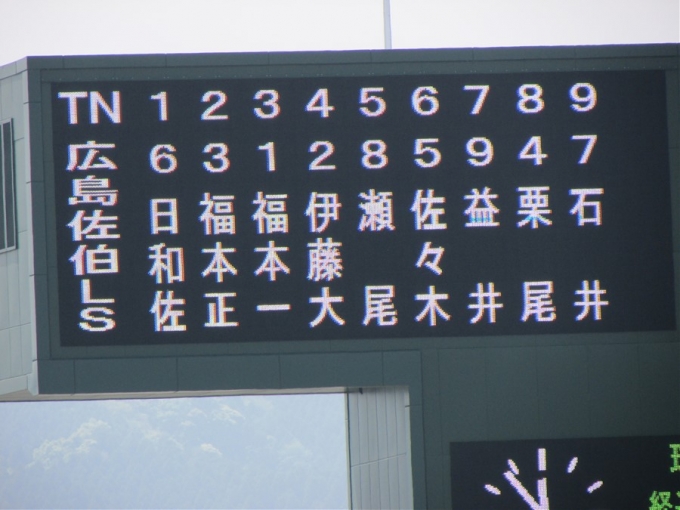 TN 1 2 3 4 5 6 7 8 9
6 3 1 2 8 5 9 4 7
広島佐伯LS
日和佐
福本正
福本一
伊藤大
瀬尾
佐々木
益井
栗尾
石井